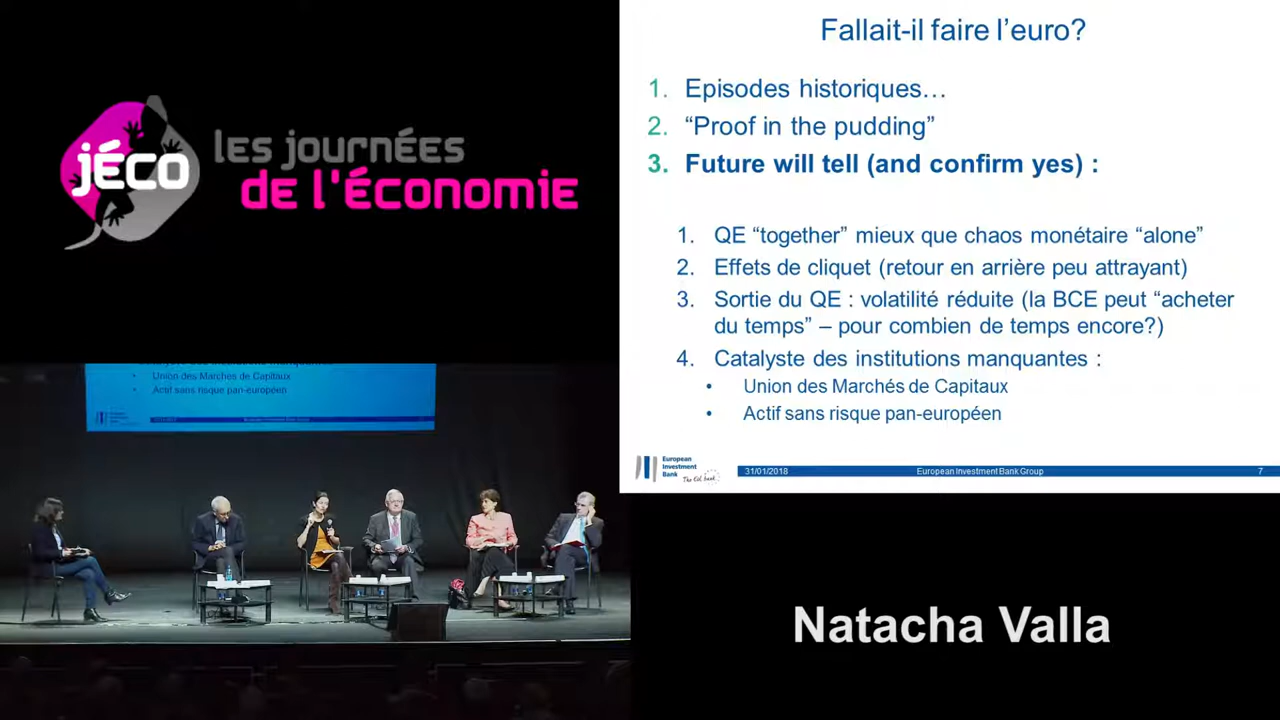 jéco
les journées
de l'économie
Fallait-il faire l’euro?
1. Episodes historiques…
2. “Proof in the pudding”
3. Future will tell (and confirm yes) :
1. QE “together” mieux que chaos monétaire “alone”
2. Effets de cliquet (retour en arrière peu attrayant)
3. Sortie du QE : volatilité réduite (la BCE peut “acheter
du temps” – pour combien de temps encore?)
4. Catalyste des institutions manquantes :
• Union des Marchés de Capitaux
• Actif sans risque pan-européen
European
Investment
Bank
The EU bank
31/01/2018
European Investment Bank Group
7
• Union des Marchés de Capitaux
• Actif sans risque pan-européen
Natacha Valla